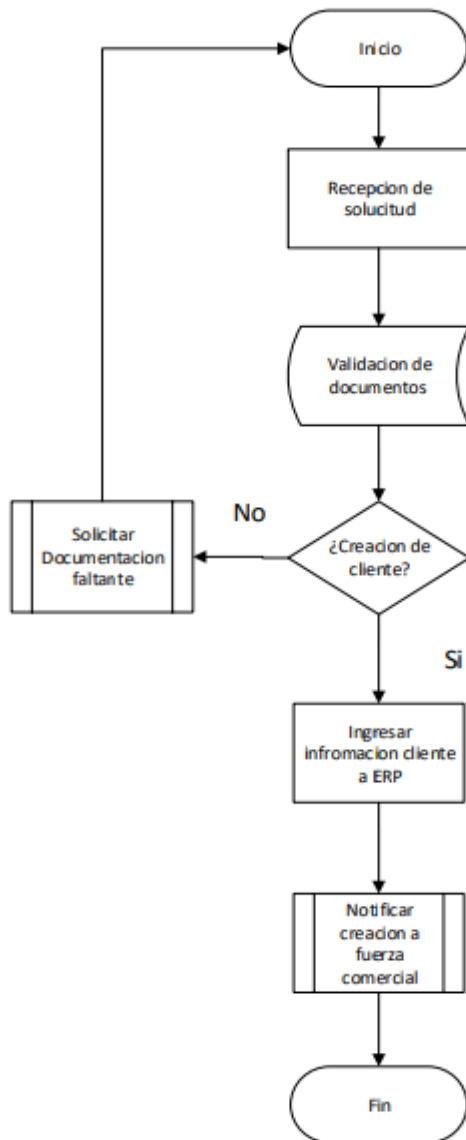 Inicio
Recepcion de
solucitud
Validacion de
documentos
No
Solicitar
Documentacion
faltante
¿Creacion de
cliente?
Si
Ingresar
infromacion cliente
a ERP
Notificar
creacion a
fuerza
comercial
Fin